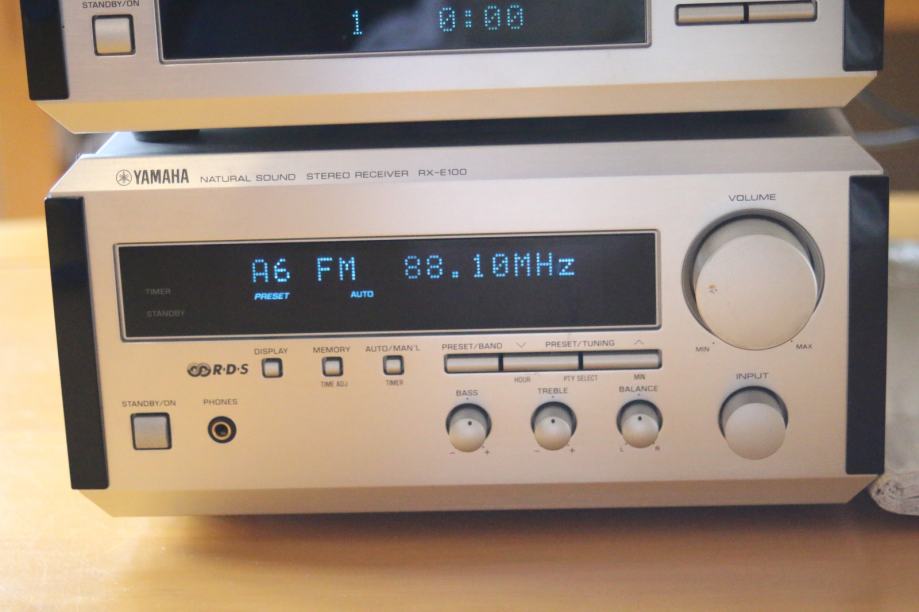 STANDBY/ON
1 0:00
YAMAHA NATURAL SOUND STEREO RECEIVER RX-E100
VOLUME
A6 FM 88.10MHz
PRESET AUTO
TIMER
STANDBY
MIN MAX
DISPLAY MEMORY AUTO/MAN'L PRESET/BAND PRESET/TUNING
R·D·S
TIME ADJ TIMER HOUR PTY SELECT MIN
INPUT
STANDBY/ON PHONES BASS TREBLE BALANCE
- + - + L R